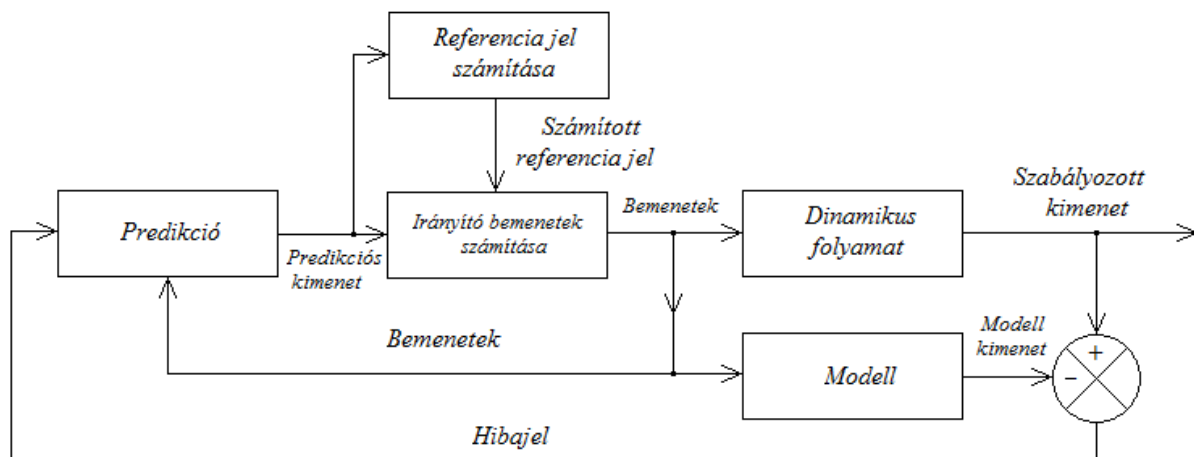 Referencia jel
számítása
Számított
referencia jel
Predikció
Predikciós
kimenet
Irányító bemenetek
számítása
Bemenetek
Dinamikus
folyamat
Szabályozott
kimenet
Bemenetek
Modell
Modell
kimenet
+
−
Hibajel